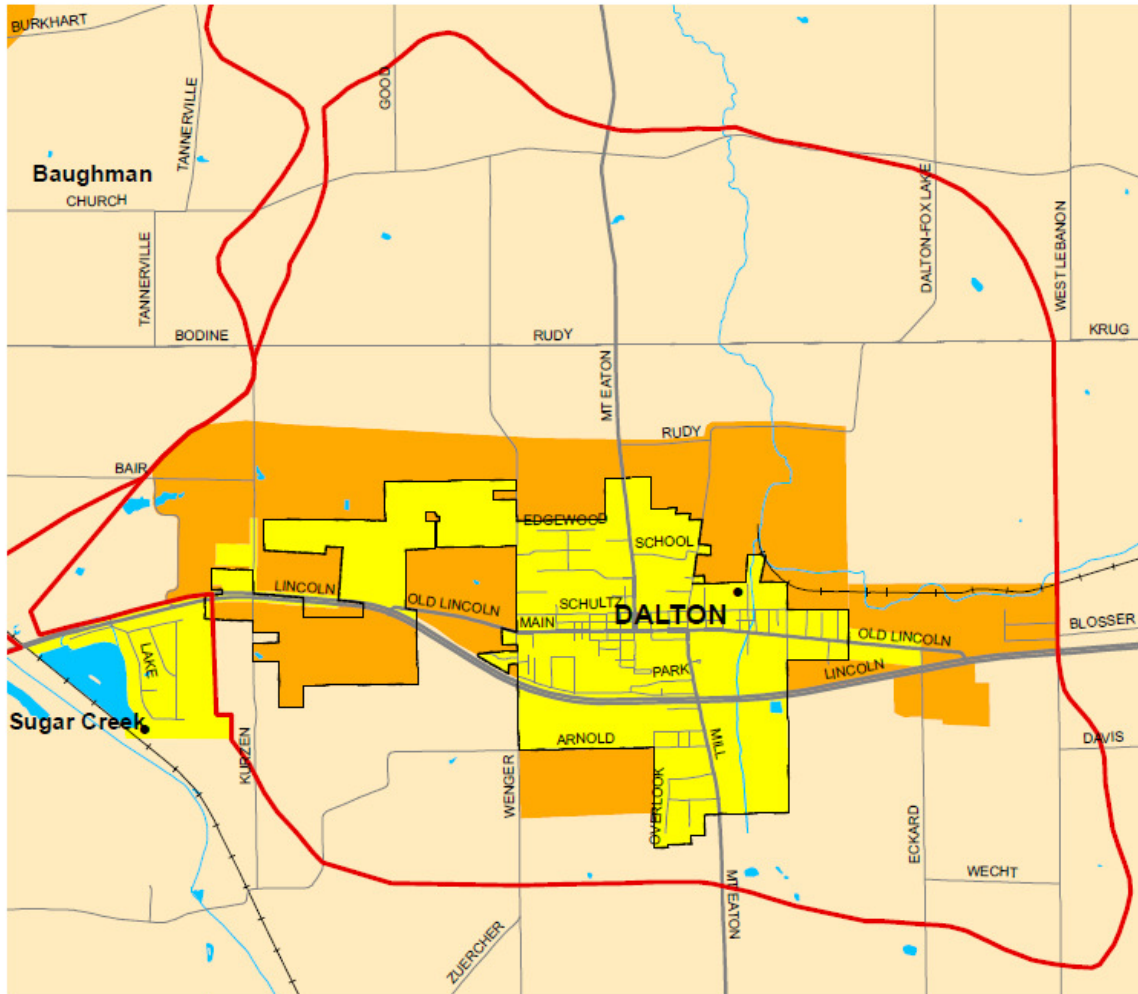 BURKHART
TANNERVILLE
GOOD
Baughman
CHURCH
DALTON-FOX LAKE
WEST LEBANON
TANNERVILLE
BODINE
RUDY
KRUG
MT EATON
RUDY
BAIR
EDGEWOOD
SCHOOL
LINCOLN
OLD LINCOLN
SCHULTZ
DALTON
MAIN
OLD LINCOLN
BLOSSER
LAKE
PARK
LINCOLN
Sugar Creek
KURZEN
ARNOLD
MILL
DAVIS
WENGER
OVERLOOK
ECKARD
WECHT
MT EATON
ZUERCHER